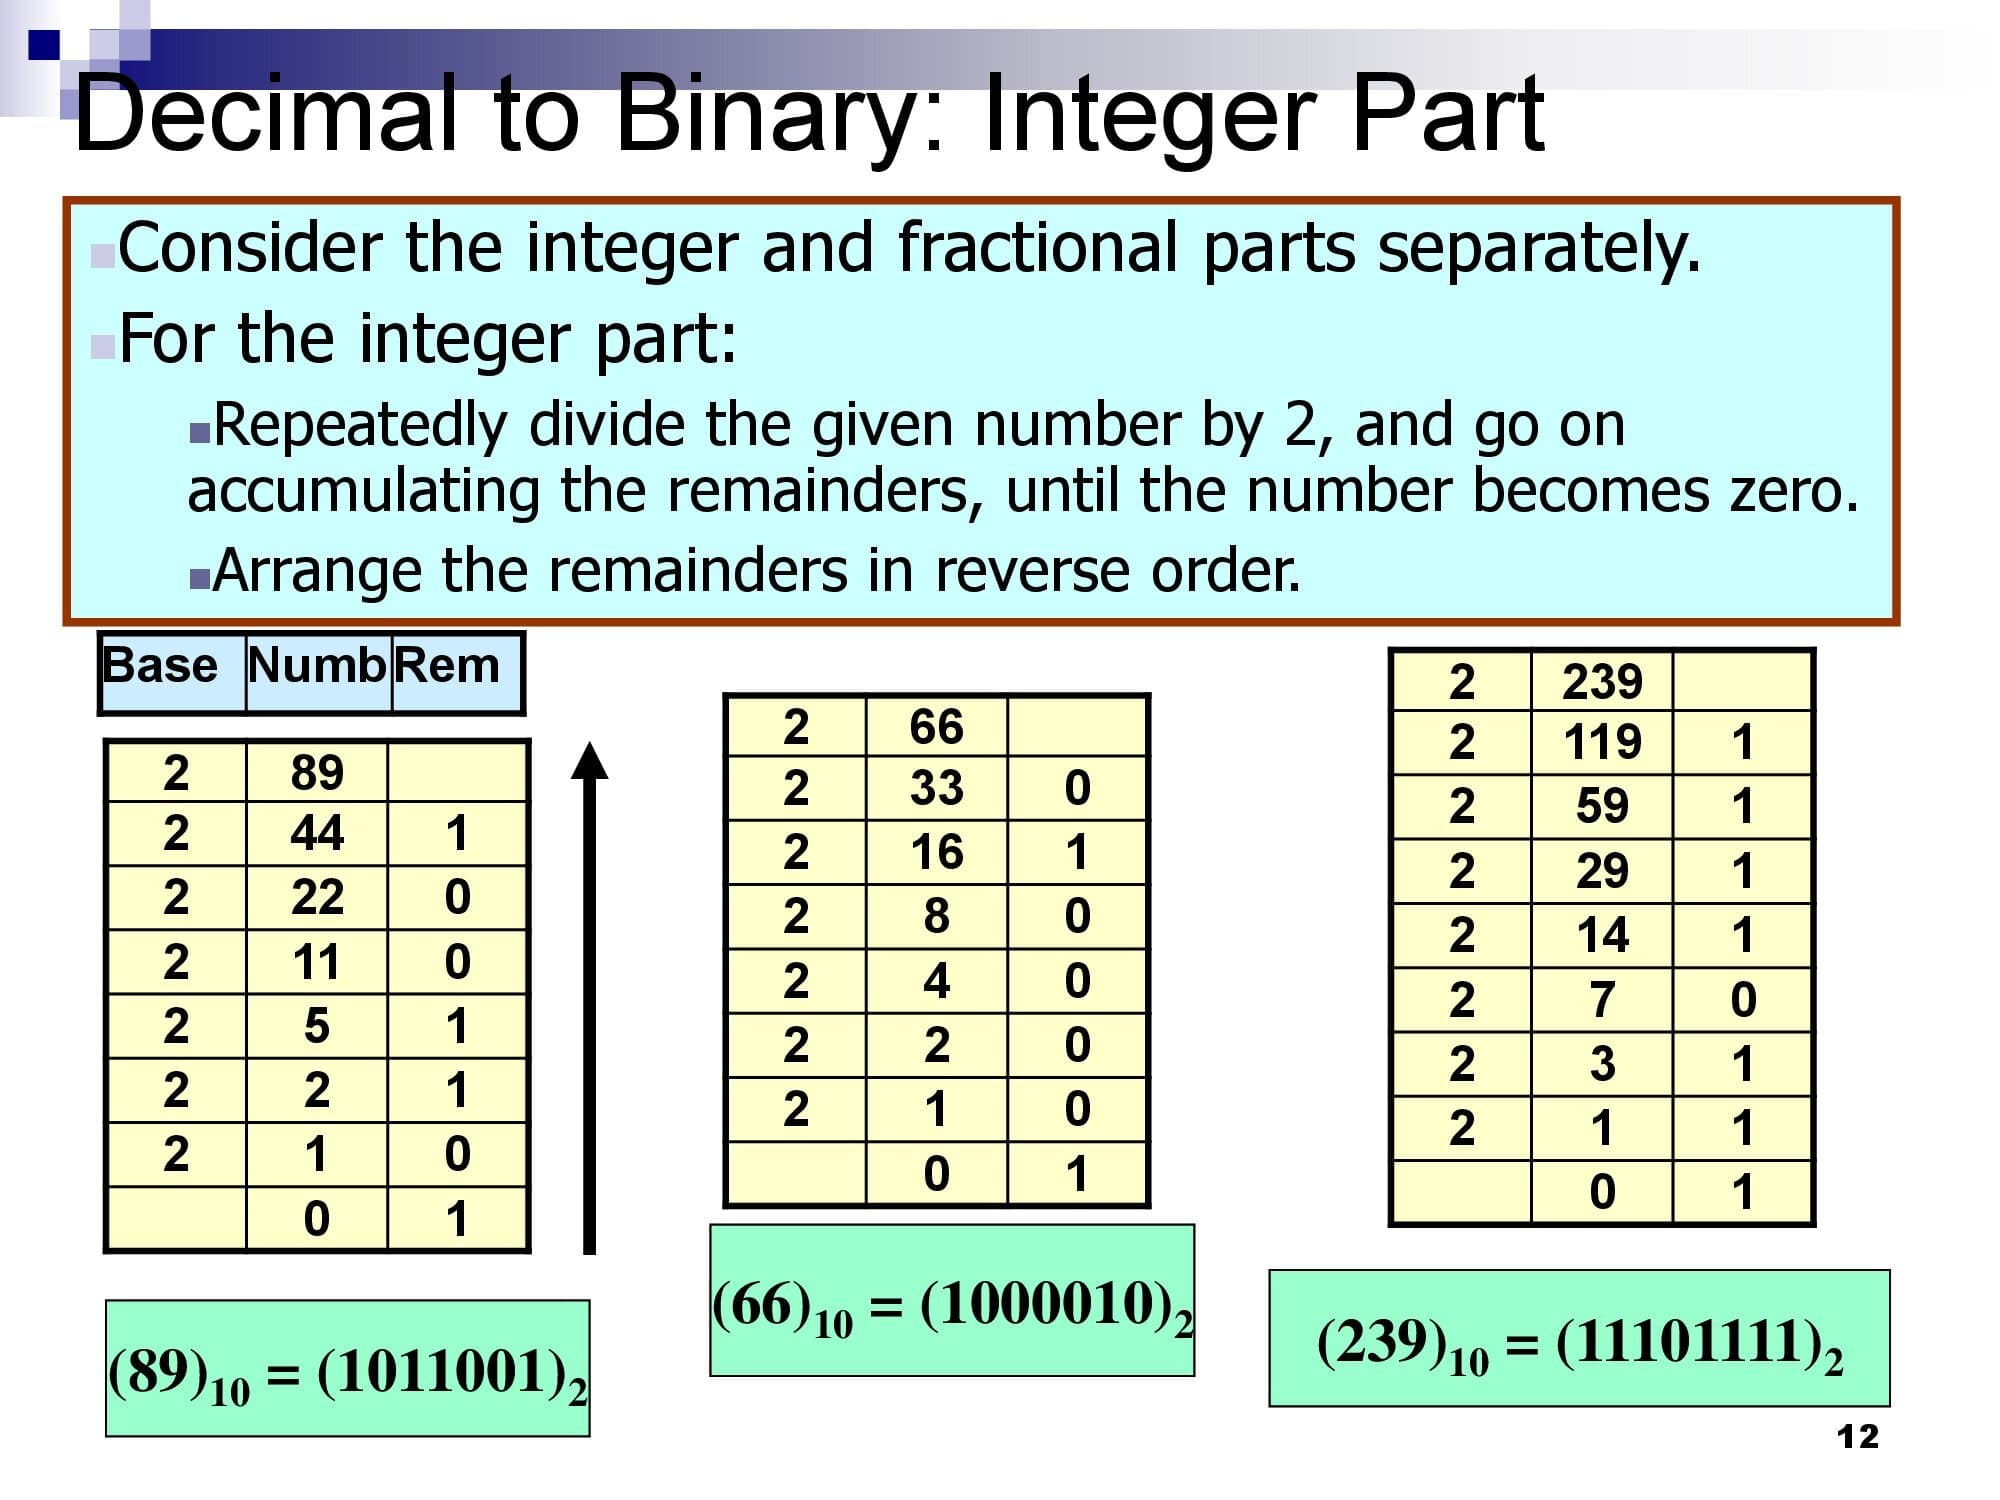 Decimal to Binary: Integer Part
Consider the integer and fractional parts separately.
For the integer part:
Repeatedly divide the given number by 2, and go on
accumulating the remainders, until the number becomes zero.
Arrange the remainders in reverse order.
Base Numb Rem
2 89
2 44 1
2 22 0
2 11 0
2 5 1
2 2 1
2 1 0
0 1
(89)10 = (1011001)2
2 66
2 33 0
2 16 1
2 8 0
2 4 0
2 2 0
2 1 0
0 1
(66)10 = (1000010)2
2 239
2 119 1
2 59 1
2 29 1
2 14 1
2 7 0
2 3 1
2 1 1
0 1
(239)10 = (11101111)2
12